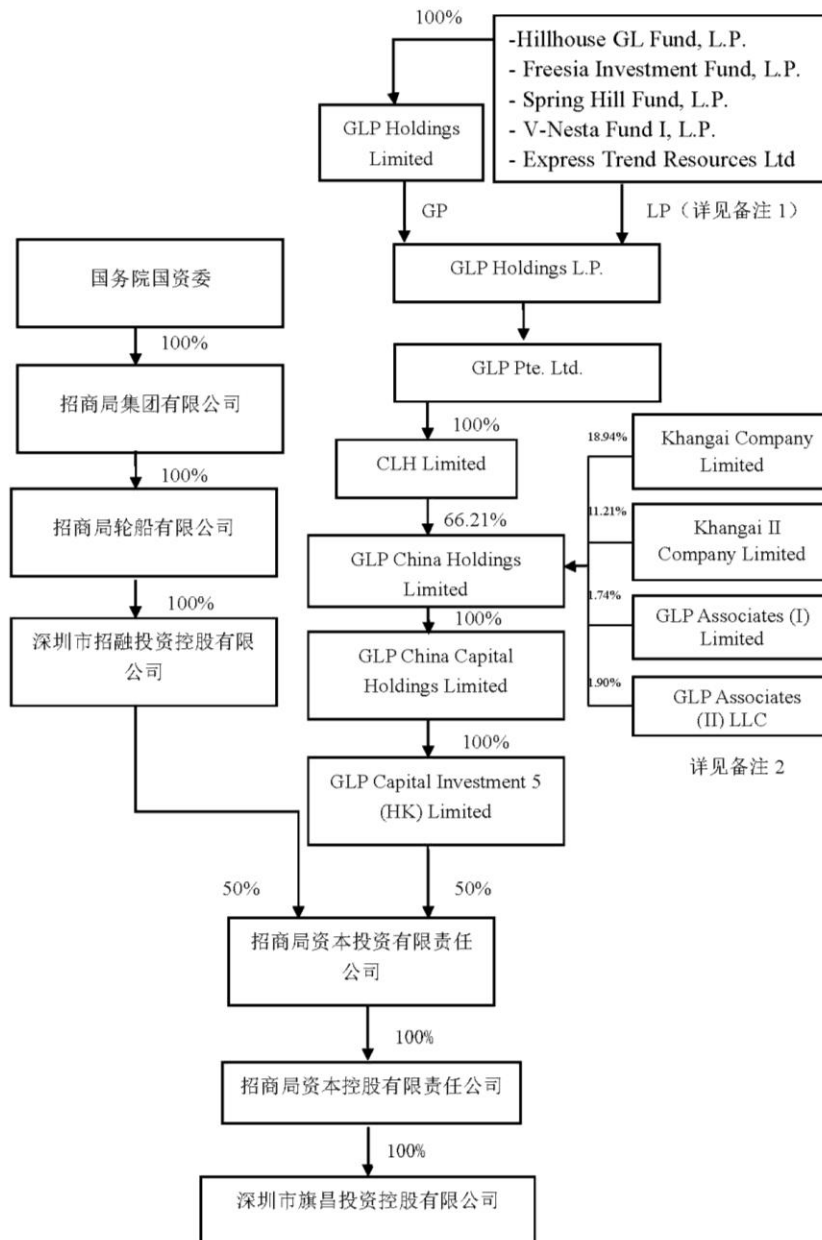 100%
-Hillhouse GL Fund, L.P.
- Freesia Investment Fund, L.P.
- Spring Hill Fund, L.P.
- V-Nesta Fund I, L.P.
- Express Trend Resources Ltd
GLP Holdings
Limited
GP
LP（详见备注 1）
国务院国资委
GLP Holdings L.P.
100%
招商局集团有限公司
GLP Pte. Ltd.
100%
100%
招商局轮船有限公司
CLH Limited
66.21%
18.94%
Khangai Company
Limited
11.21%
Khangai II
Company Limited
GLP China Holdings
Limited
1.74%
GLP Associates (I)
Limited
1.90%
GLP Associates
(II) LLC
详见备注 2
100%
深圳市招融投资控股有限
公司
100%
GLP China Capital
Holdings Limited
100%
GLP Capital Investment 5
(HK) Limited
50%
50%
招商局资本投资有限责任
公司
100%
招商局资本控股有限责任公司
100%
深圳市旗昌投资控股有限公司